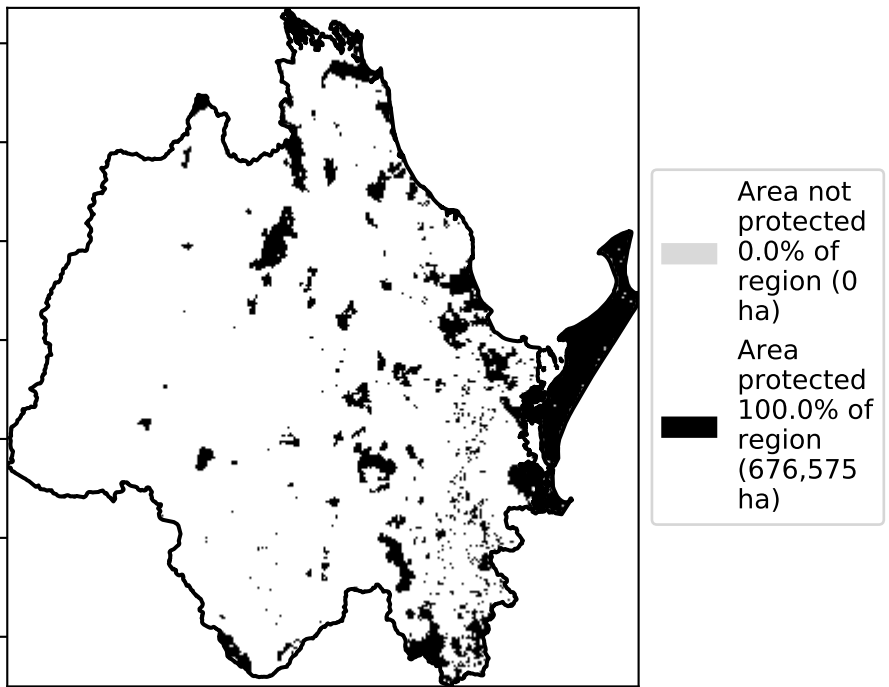 Area not
protected
0.0% of
region (0
ha)
Area
protected
100.0% of
region
(676,575
ha)